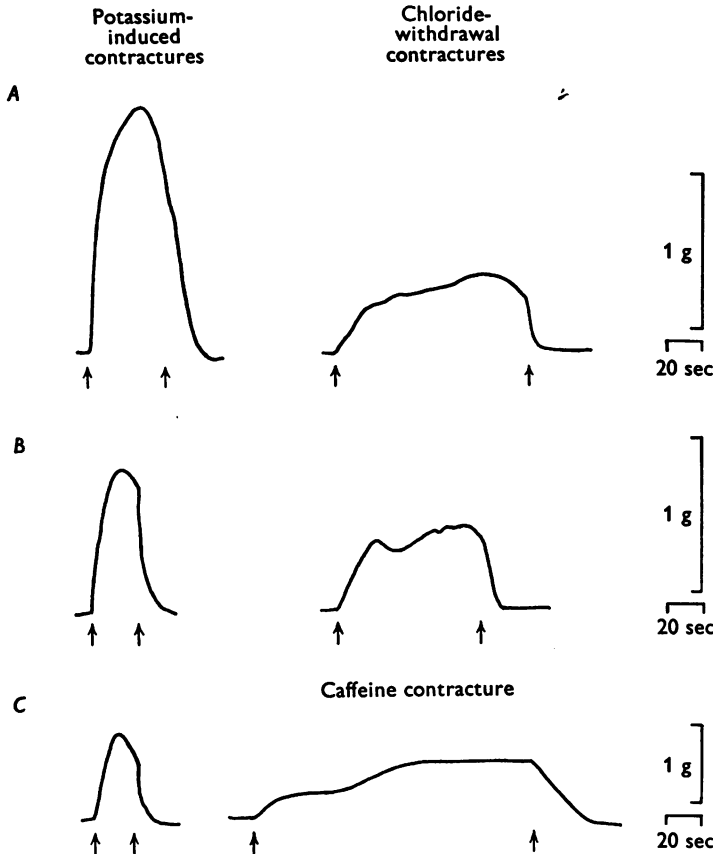 Potassium-
induced
contractures
Chloride-
withdrawal
contractures
A
1 g
20 sec
B
1 g
20 sec
Caffeine contracture
C
1 g
20 sec